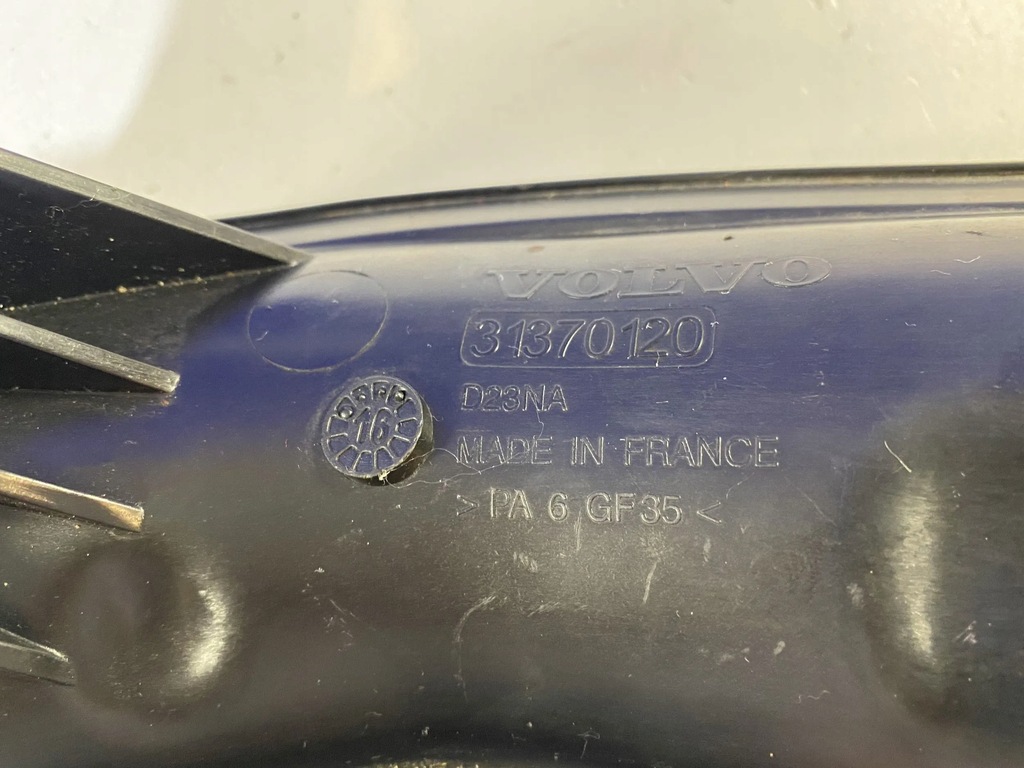 VOLVO
31370120
D23NA
16
MADE IN FRANCE
> PA 6 GF35 <